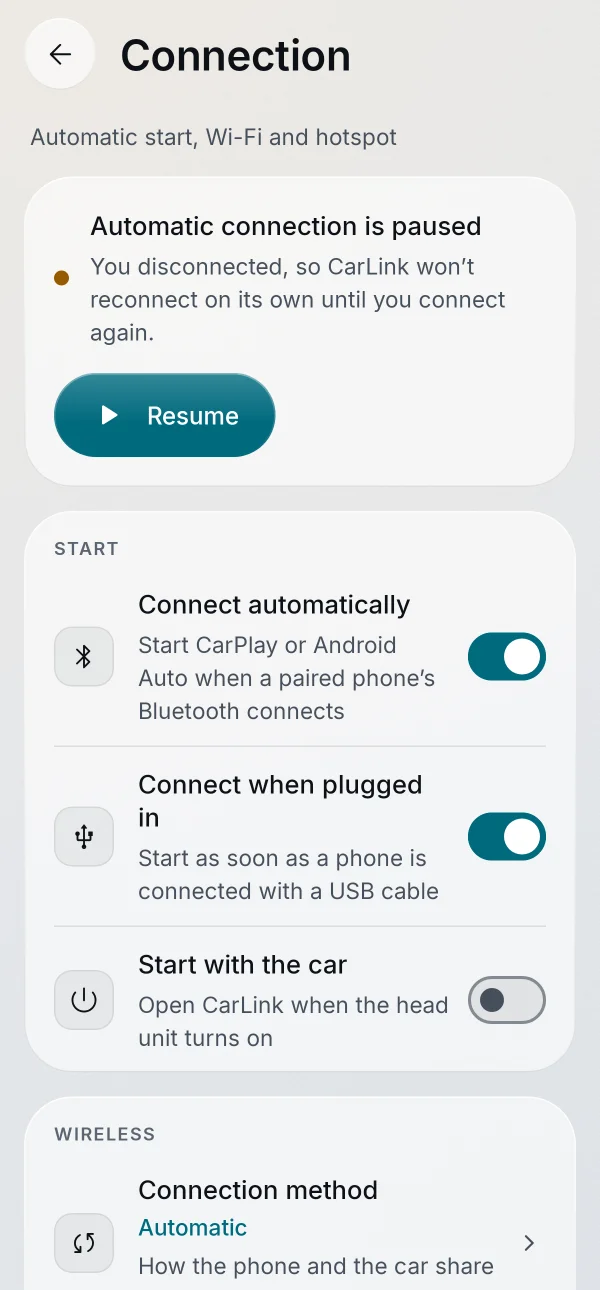 Connection
Automatic start, Wi-Fi and hotspot
Automatic connection is paused
You disconnected, so CarLink won’t
reconnect on its own until you connect
again.
Resume
START
Connect automatically
Start CarPlay or Android
Auto when a paired phone’s
Bluetooth connects
Connect when plugged
in
Start as soon as a phone is
connected with a USB cable
Start with the car
Open CarLink when the head
unit turns on
WIRELESS
Connection method
Automatic
How the phone and the car share